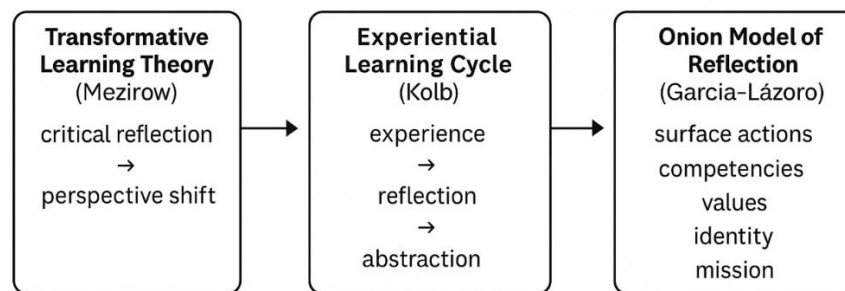 Transformative
Learning Theory
(Mezirow)
critical reflection
→
perspective shift
Experiential
Learning Cycle
(Kolb)
experience
→
reflection
→
abstraction
Onion Model of
Reflection
(Garcia–Lázoro)
surface actions
competencies
values
identity
mission